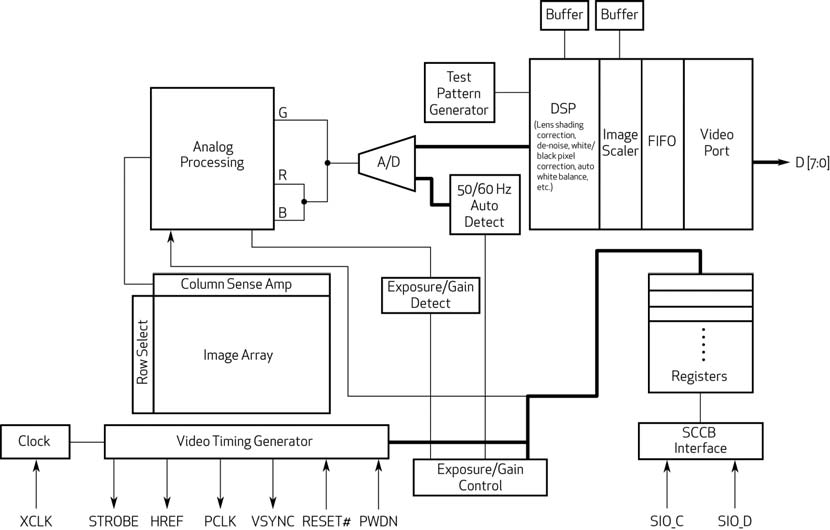 Buffer
Buffer
Test
Pattern
Generator
DSP
(Lens shading
correction,
de-noise, white/
black pixel
correction, auto
white balance,
etc.)
Image
Scaler
FIFO
Video
Port
D [7:0]
Analog
Processing
G
R
B
A/D
50/60 Hz
Auto
Detect
Column Sense Amp
Row Select
Image Array
Exposure/Gain
Detect
Registers
Clock
Video Timing Generator
SCCB
Interface
Exposure/Gain
Control
XCLK
STROBE
HREF
PCLK
VSYNC
RESET#
PWDN
SIO_C
SIO_D